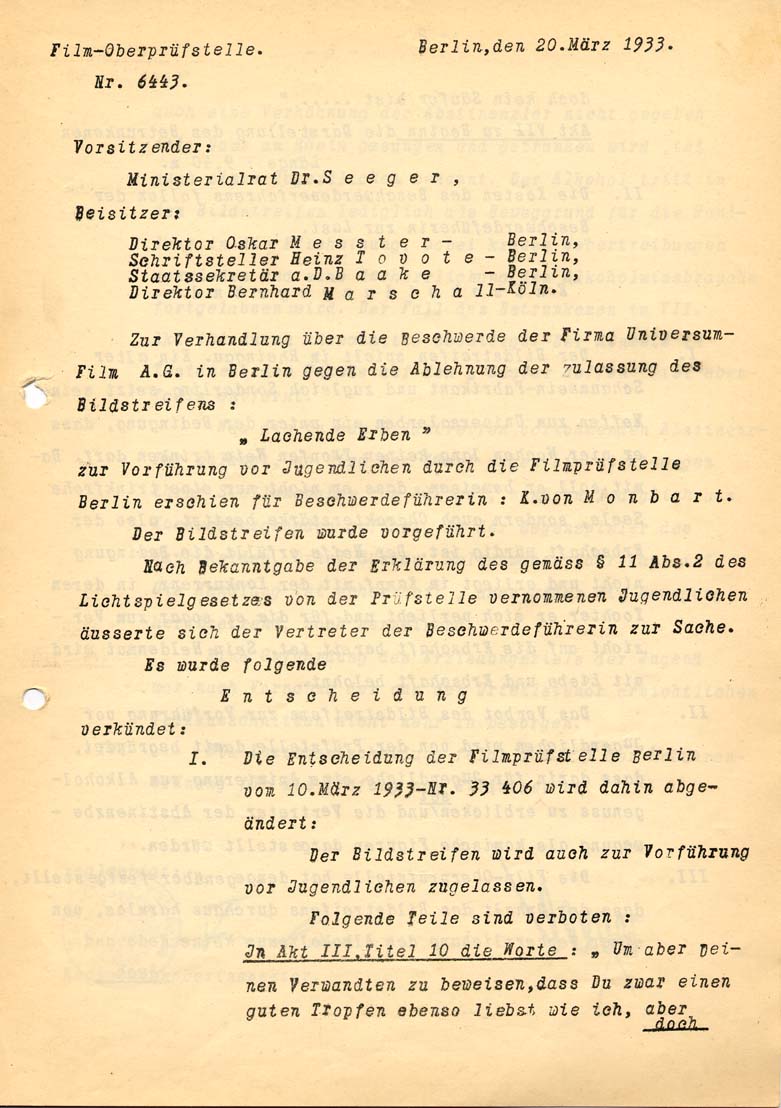 Film-Oberprüfstelle. Berlin, den 20.März 1933.
Nr. 6443.
Vorsitzender:
Ministerialrat Dr.S e e g e r ,
Beisitzer:
Direktor Oskar M e s s t e r - Berlin,
Schriftsteller Heinz T o v o t e - Berlin,
Staatssekretär a.D.B a a k e - Berlin,
Direktor Bernhard M a r s c h a ll-Köln.
Zur Verhandlung über die Beschwerde der Firma Universum-
Film A.G. in Berlin gegen die Ablehnung der Zulassung des
Bildstreifens :
„ Lachende Erben ”
zur Vorführung vor Jugendlichen durch die Filmprüfstelle
Berlin erschien für Beschwerdeführerin : K.von M o n b a r t.
Der Bildstreifen wurde vorgeführt.
Nach Bekanntgabe der Erklärung des gemäss § 11 Abs.2 des
Lichtspielgesetzes von der Prüfstelle vernommenen Jugendlichen
äusserte sich der Vertreter der Beschwerdeführerin zur Sache.
Es wurde folgende
E n t s c h e i d u n g
verkündet:
I. Die Entscheidung der Filmprüfstelle Berlin
vom 10.März 1933-Nr. 33 406 wird dahin abge-
ändert:
Der Bildstreifen wird auch zur Vorführung
vor Jugendlichen zugelassen.
Folgende Teile sind verboten :
In Akt III,Titel 10 die Worte : „ Um aber Dei-
nen Verwandten zu beweisen,dass Du zwar einen
guten Tropfen ebenso liebst wie ich, aber
doch